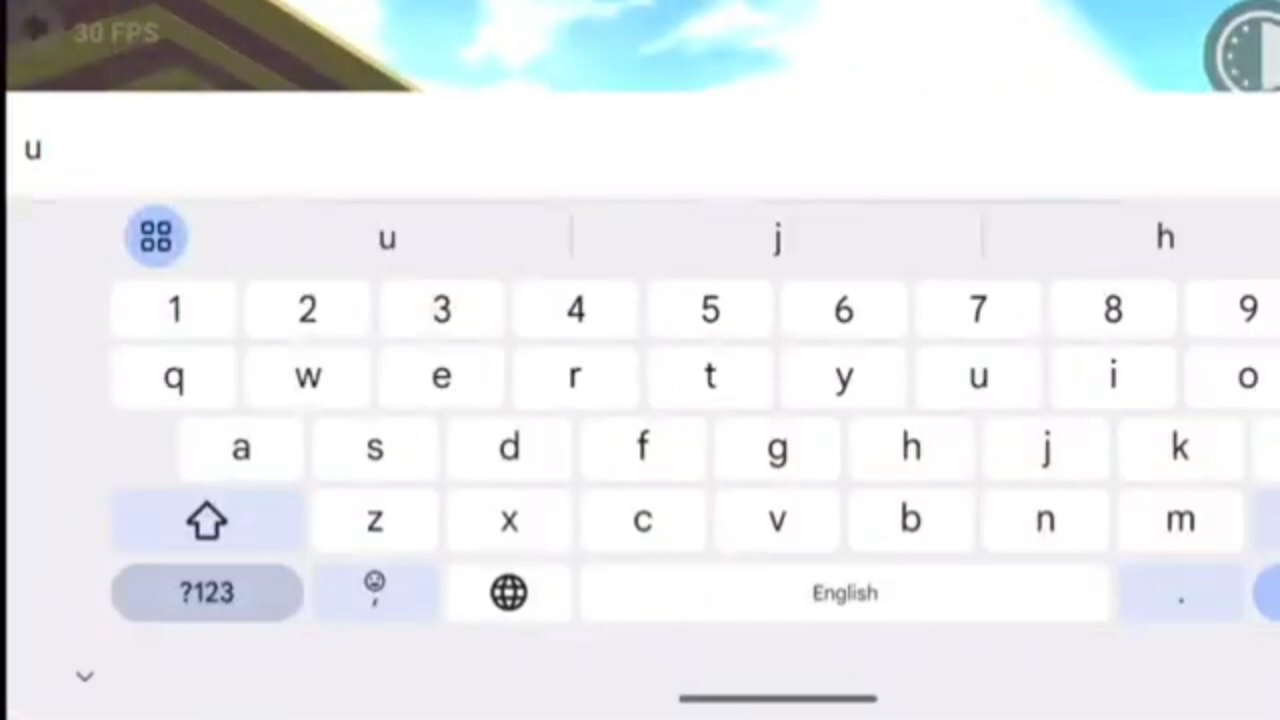 30 FPS
u
u j h
1 2 3 4 5 6 7 8 9
q w e r t y u i o
a s d f g h j k
z x c v b n m
?123 , English .